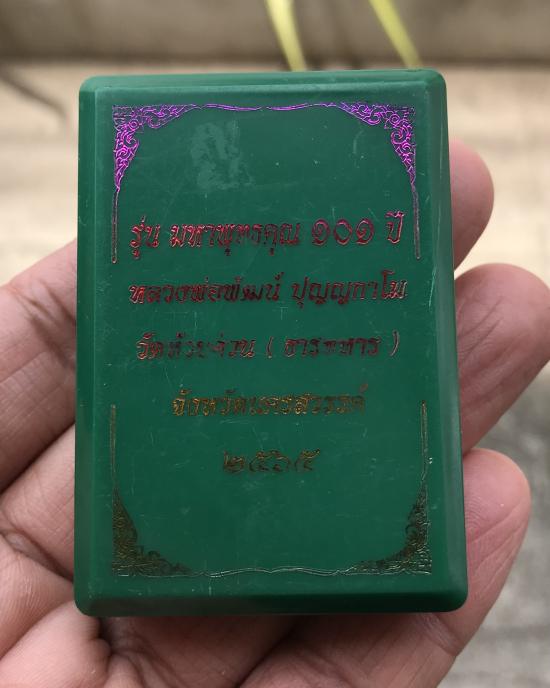 รุ่น มหาพุทธคุณ ๑๐๑ ปี
หลวงพ่อพัฒน์ ปุญญกาโม
วัดห้วยด้วน ( ธารทหาร )
จังหวัดนครสวรรค์
๒๕๖๕